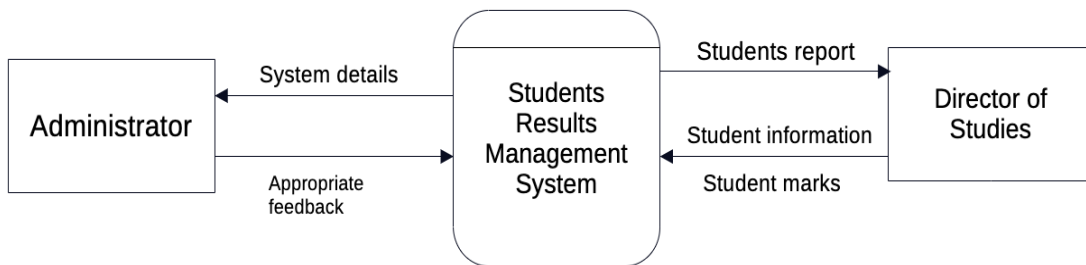 Administrator
System details
Appropriate
feedback
Students
Results
Management
System
Students report
Student information
Student marks
Director of
Studies